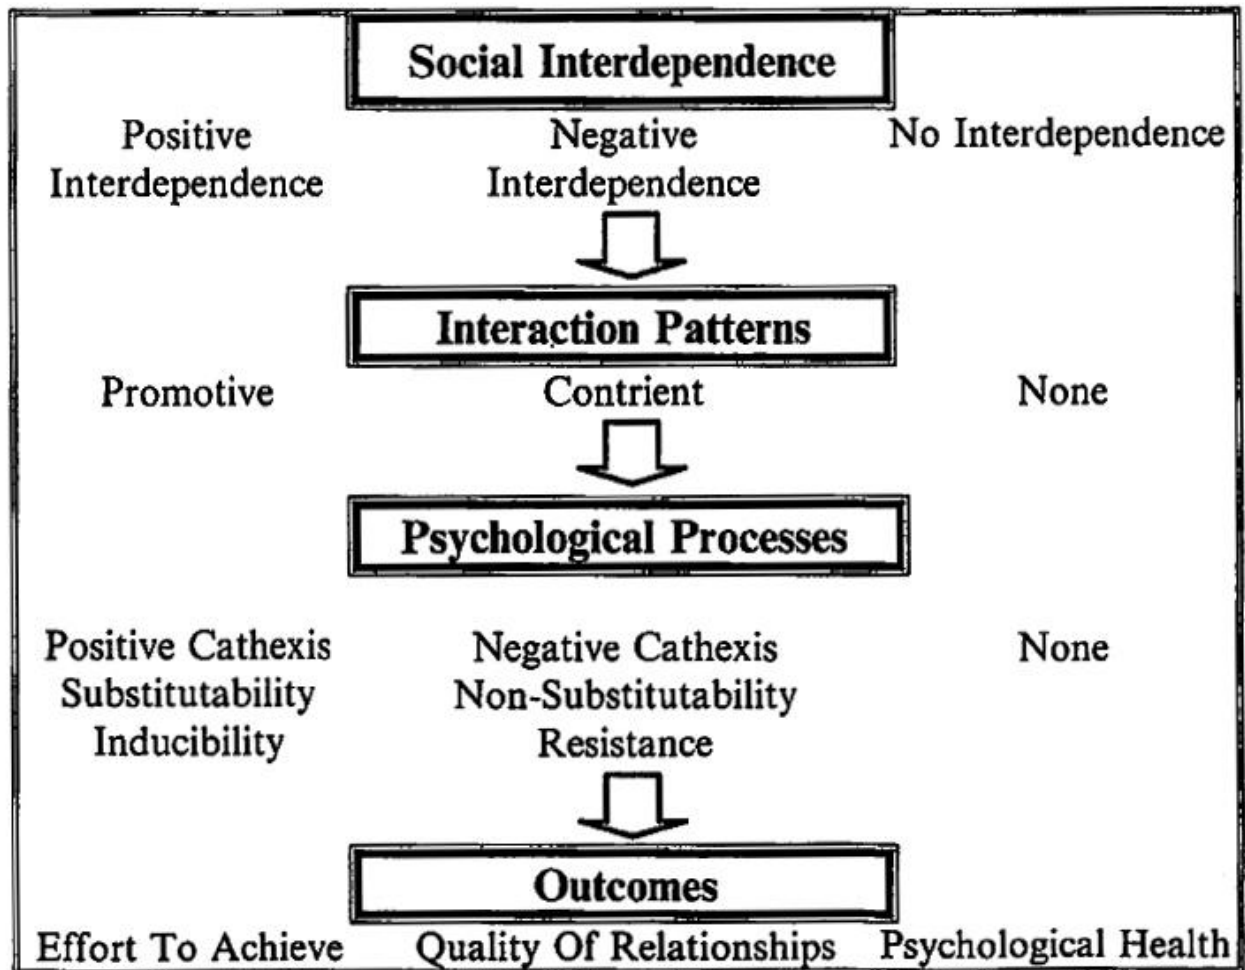 Social Interdependence
Positive Interdependence
Negative Interdependence
No Interdependence
Interaction Patterns
Promotive
Contrient
None
Psychological Processes
Positive Cathexis
Substitutability
Inducibility
Negative Cathexis
Non-Substitutability
Resistance
None
Outcomes
Effort To Achieve
Quality Of Relationships
Psychological Health